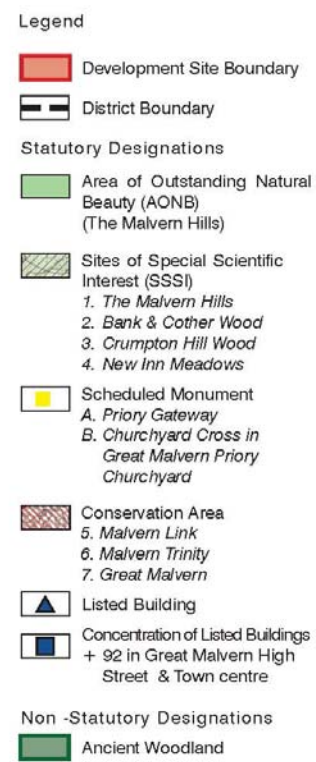 Legend
Development Site Boundary
District Boundary
Statutory Designations
Area of Outstanding Natural
Beauty (AONB)
(The Malvern Hills)
Sites of Special Scientific
Interest (SSSI)
1. The Malvern Hills
2. Bank & Cother Wood
3. Crumpton Hill Wood
4. New Inn Meadows
Scheduled Monument
A. Priory Gateway
B. Churchyard Cross in
Great Malvern Priory
Churchyard
Conservation Area
5. Malvern Link
6. Malvern Trinity
7. Great Malvern
Listed Building
Concentration of Listed Buildings
+ 92 in Great Malvern High
Street & Town centre
Non -Statutory Designations
Ancient Woodland